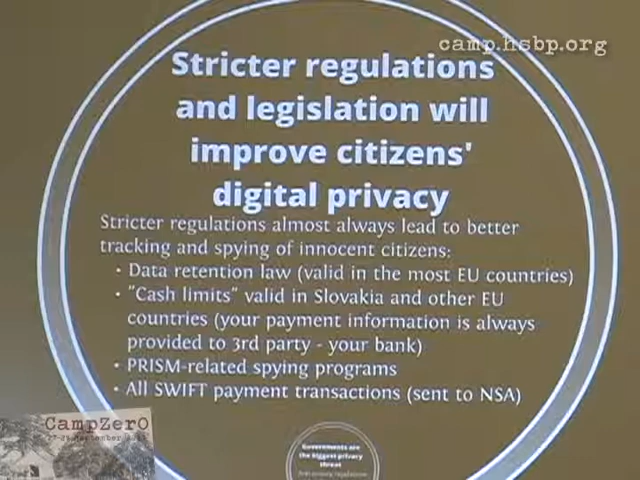 camp.hsbp.org
Stricter regulations
and legislation will
improve citizens'
digital privacy
Stricter regulations almost always lead to better
tracking and spying of innocent citizens:
• Data retention law (valid in the most EU countries)
• "Cash limits" valid in Slovakia and other EU
countries (your payment information is always
provided to 3rd party - your bank)
• PRISM-related spying programs
• All SWIFT payment transactions (sent to NSA)
CampZer0
Governments are
the biggest privacy
threat